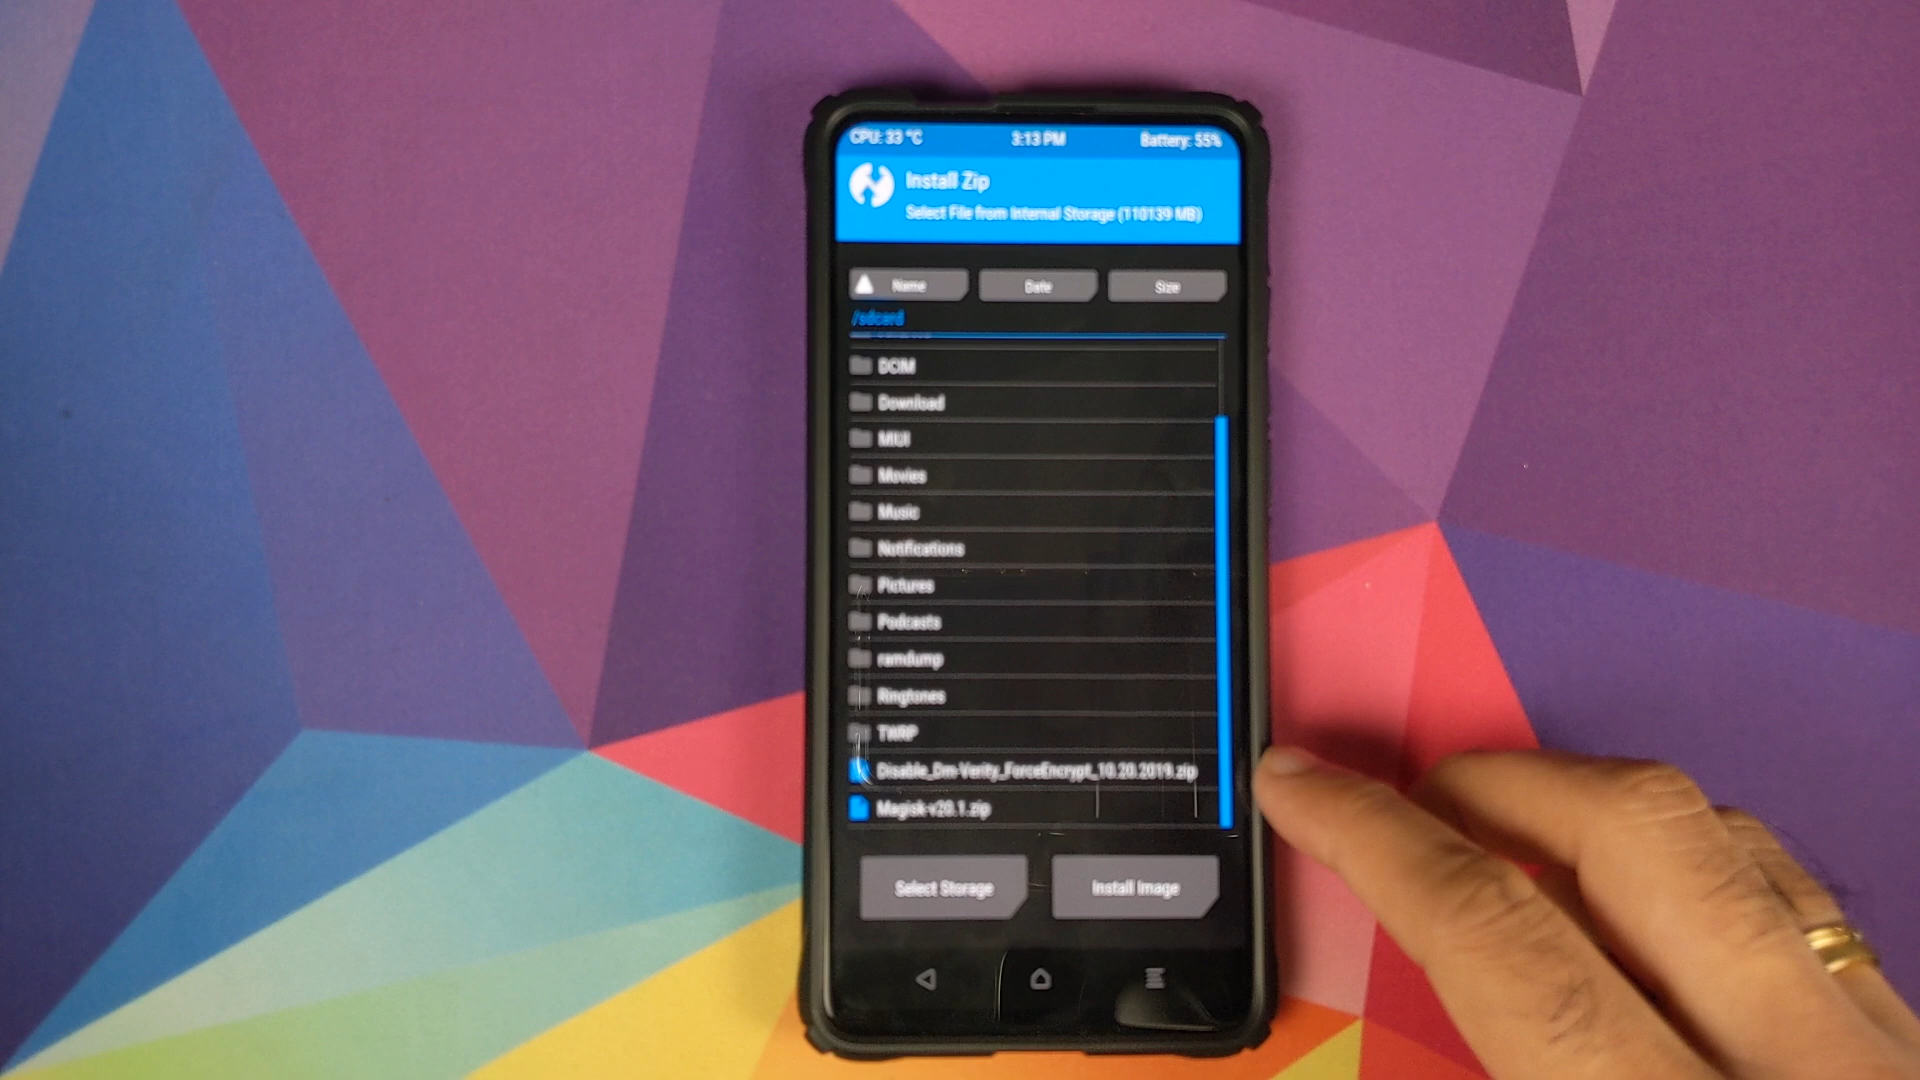 CPU: 33 °C 3:13 PM Battery: 55%
Install Zip
Select File from Internal Storage (110139 MB)
Name Date Size
/sdcard
DCIM
Download
MIUI
Movies
Music
Notifications
Pictures
Podcasts
ramdump
Ringtones
TWRP
Disable_Dm-Verity_ForceEncrypt_10.20.2019.zip
Magisk-v20.1.zip
Select Storage Install Image